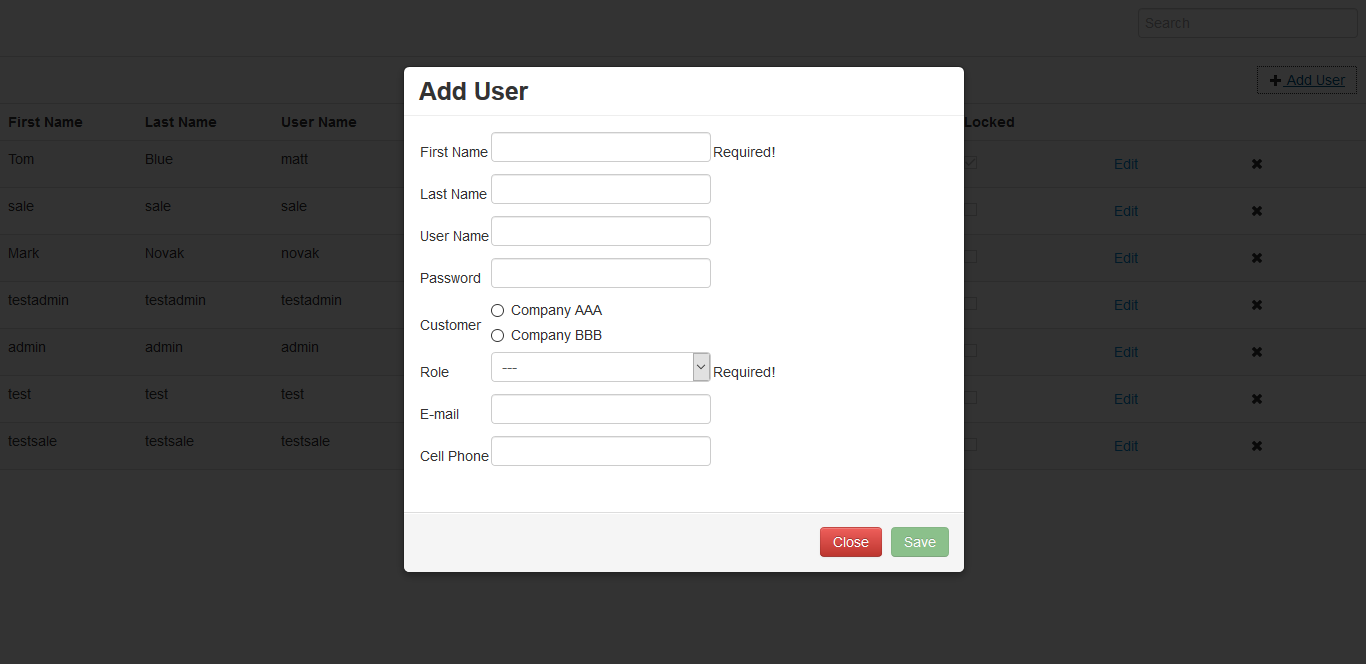 Search
+ Add User
First Name Last Name User Name Locked
Tom Blue matt Edit ✖
sale sale sale Edit ✖
Mark Novak novak Edit ✖
testadmin testadmin testadmin Edit ✖
admin admin admin Edit ✖
test test test Edit ✖
testsale testsale testsale Edit ✖
Add User
First Name Required!
Last Name
User Name
Password
Customer
Company AAA
Company BBB
Role --- Required!
E-mail
Cell Phone
Close Save